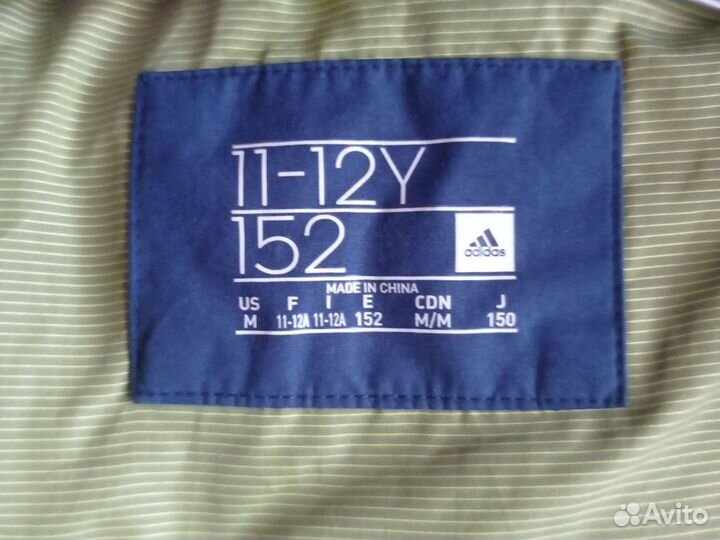 11-12Y
152
adidas
MADE IN CHINA
US F I E CDN J
M 11-12A 11-12A 152 M/M 150
Avito